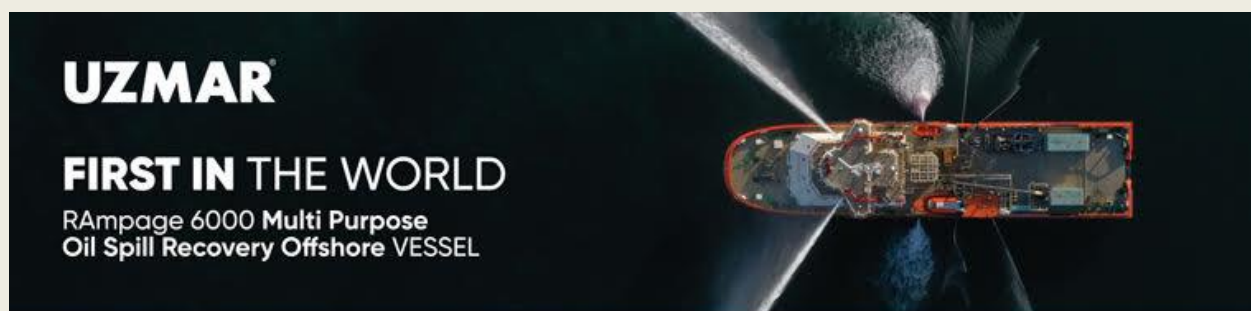 UZMAR®
FIRST IN THE WORLD
RAmpage 6000 Multi Purpose
Oil Spill Recovery Offshore VESSEL